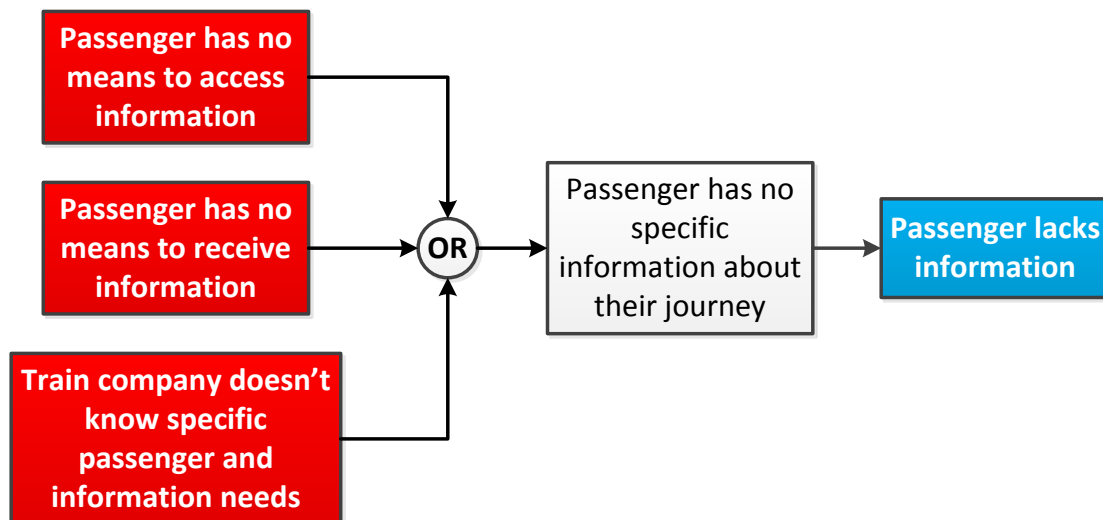 Passenger has no
means to access
information
Passenger has no
means to receive
information
Train company doesn’t
know specific
passenger and
information needs
OR
Passenger has no
specific
information about
their journey
Passenger lacks
information